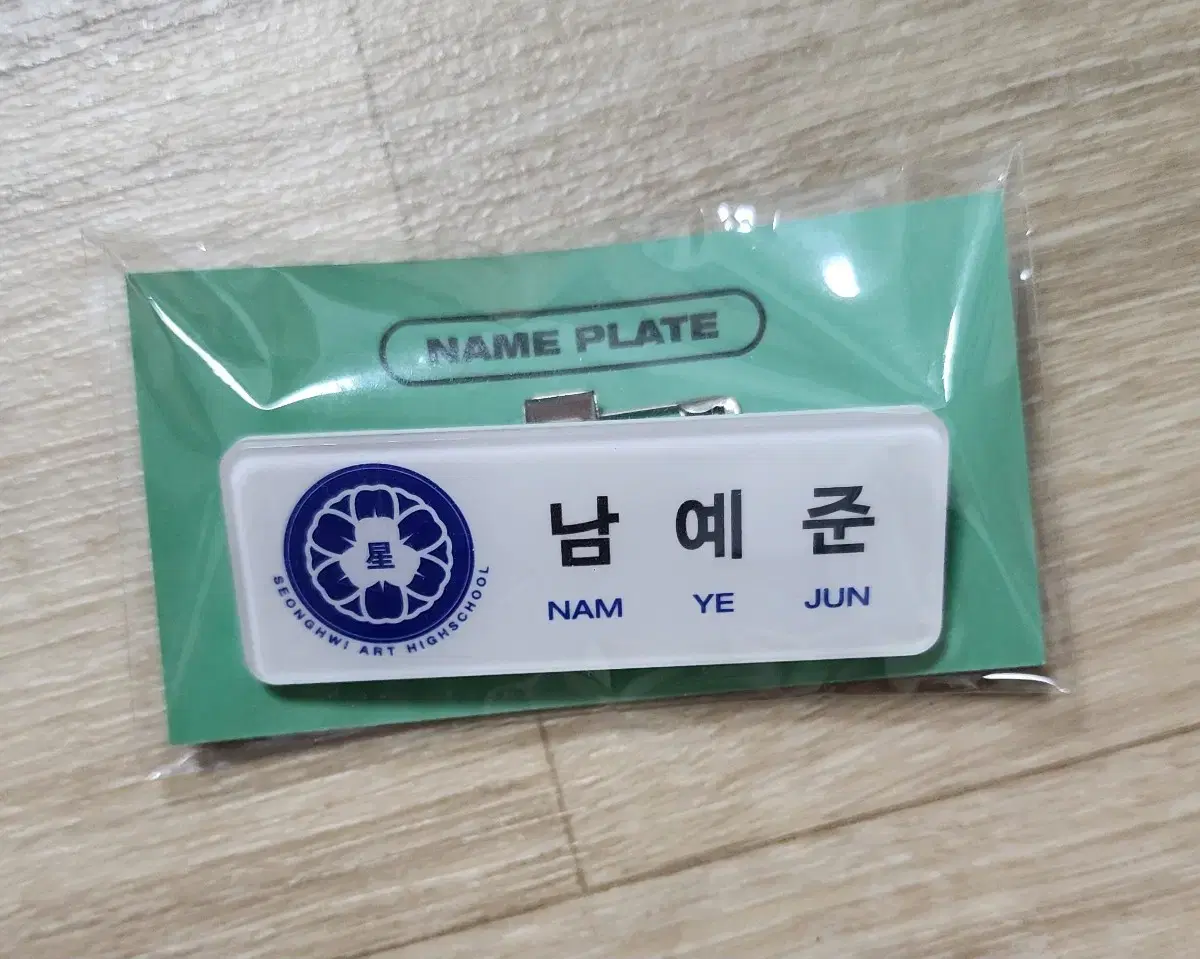 NAME PLATE
星
SEONGHWI ART HIGHSCHOOL
남 예 준
NAM YE JUN